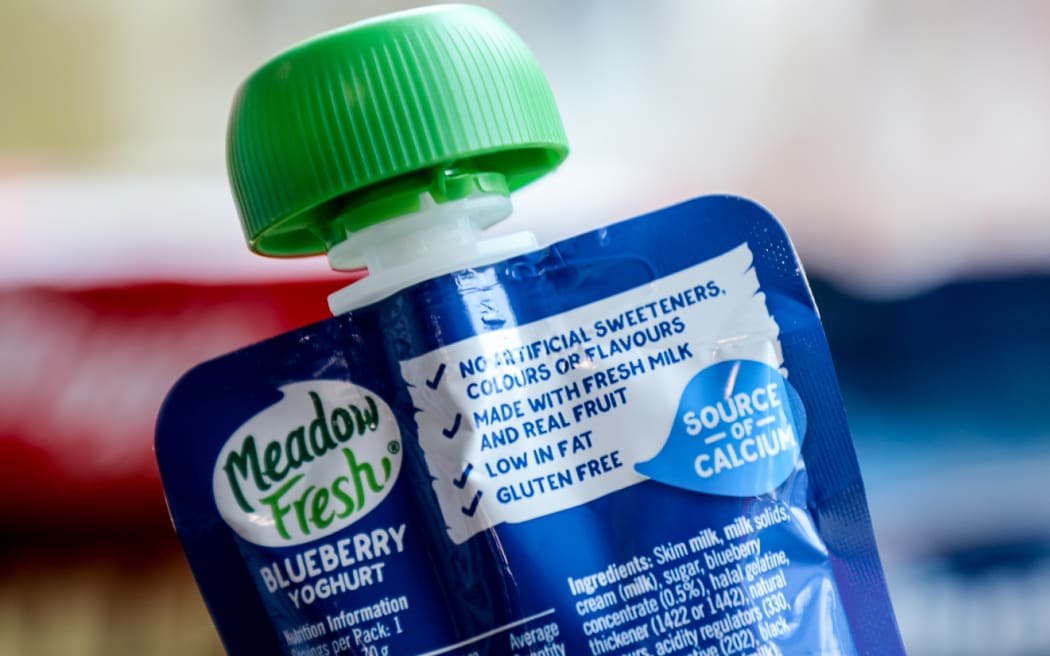 NO ARTIFICIAL SWEETENERS,
COLOURS OR FLAVOURS
MADE WITH FRESH MILK
AND REAL FRUIT
LOW IN FAT
GLUTEN FREE
SOURCE
OF
CALCIUM
Meadow
Fresh®
BLUEBERRY
YOGHURT
Nutrition Information
per Pack: 1
Average
Ingredients: Skim milk, milk solids,
cream (milk), sugar, blueberry
concentrate (0.5%), halal gelatine,
thickener (1422 or 1442), natural
acidity regulators (330,
(202), black